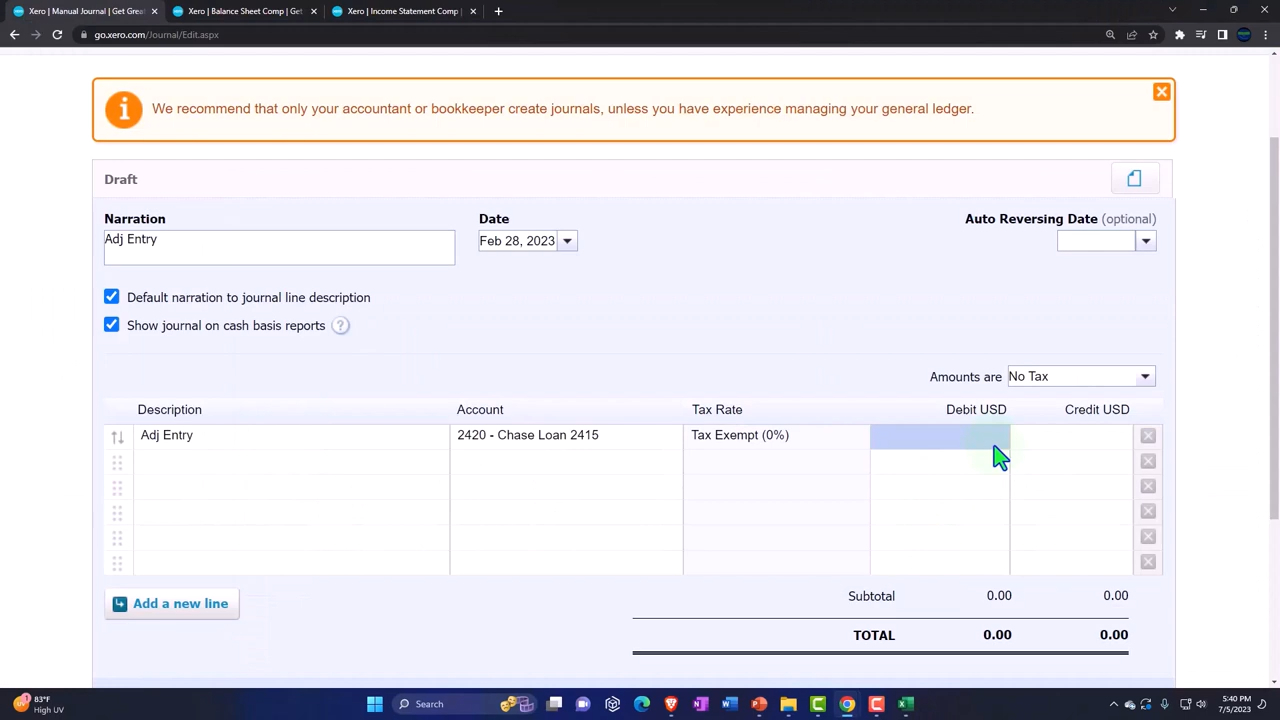 Xero | Manual Journal | Get Great
Xero | Balance Sheet Comp | Get
Xero | Income Statement Comp
go.xero.com/Journal/Edit.aspx
We recommend that only your accountant or bookkeeper create journals, unless you have experience managing your general ledger.
Draft
Narration
Date
Auto Reversing Date (optional)
Adj Entry
Feb 28, 2023
Default narration to journal line description
Show journal on cash basis reports ?
Amounts are No Tax
Description Account Tax Rate Debit USD Credit USD
Adj Entry 2420 - Chase Loan 2415 Tax Exempt (0%)
Add a new line
Subtotal 0.00 0.00
TOTAL 0.00 0.00
83°F
High UV
Search
5:40 PM
7/5/2023